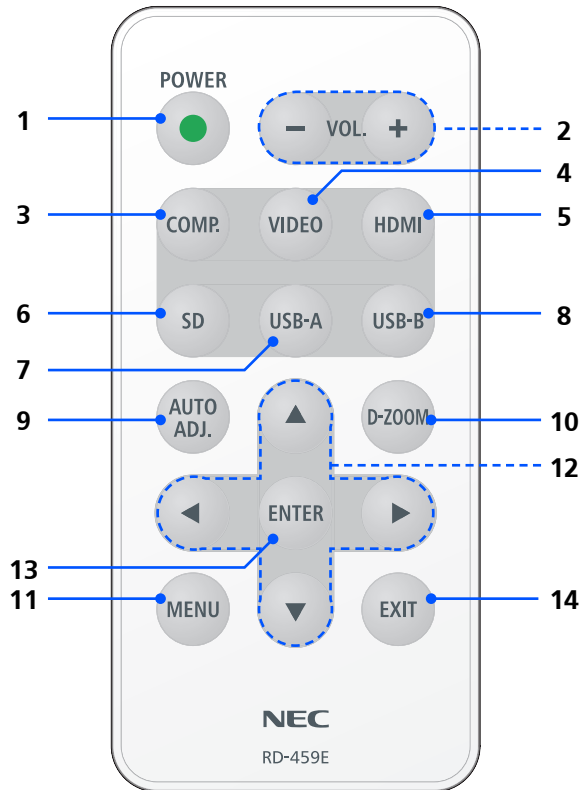 POWER
1
− VOL. +
2
4
3
COMP.
VIDEO
HDMI
5
6
SD
USB-A
USB-B
8
7
9
AUTO
ADJ.
D-ZOOM
10
12
ENTER
13
11
MENU
EXIT
14
NEC
RD-459E